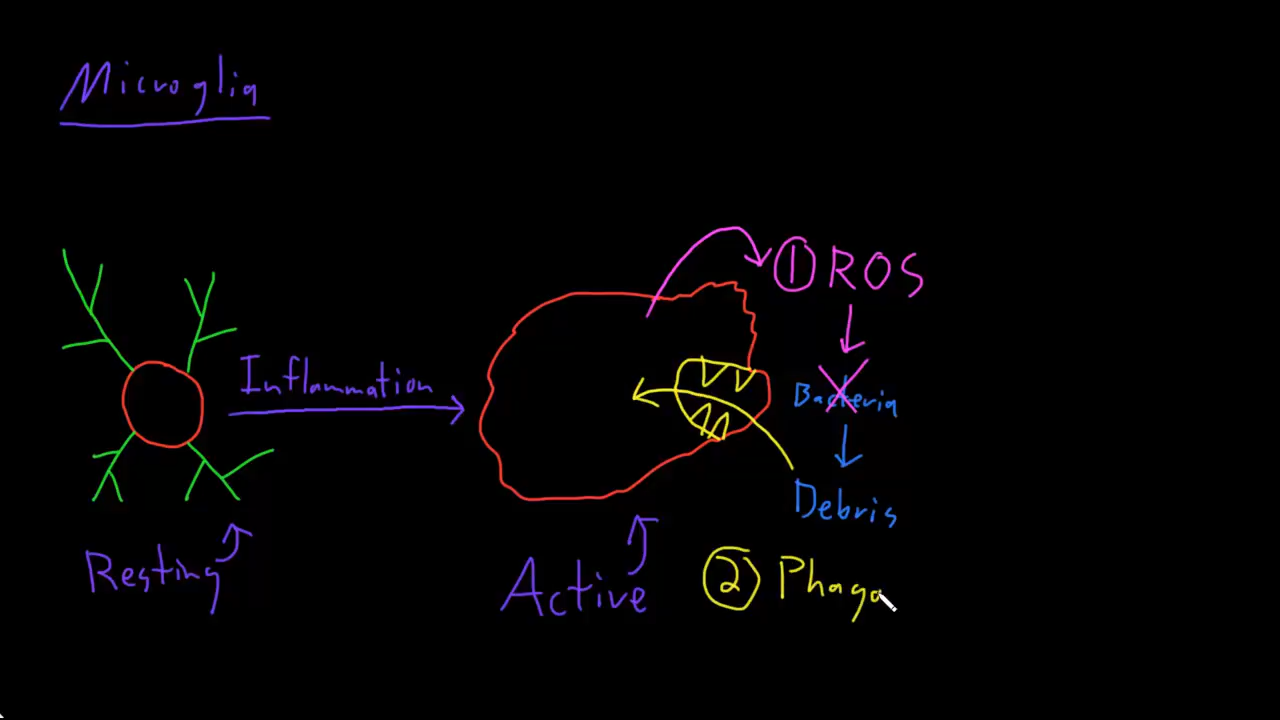 Microglia
① ROS
Inflammation
Bacteria
Debris
Resting
Active
② Phago